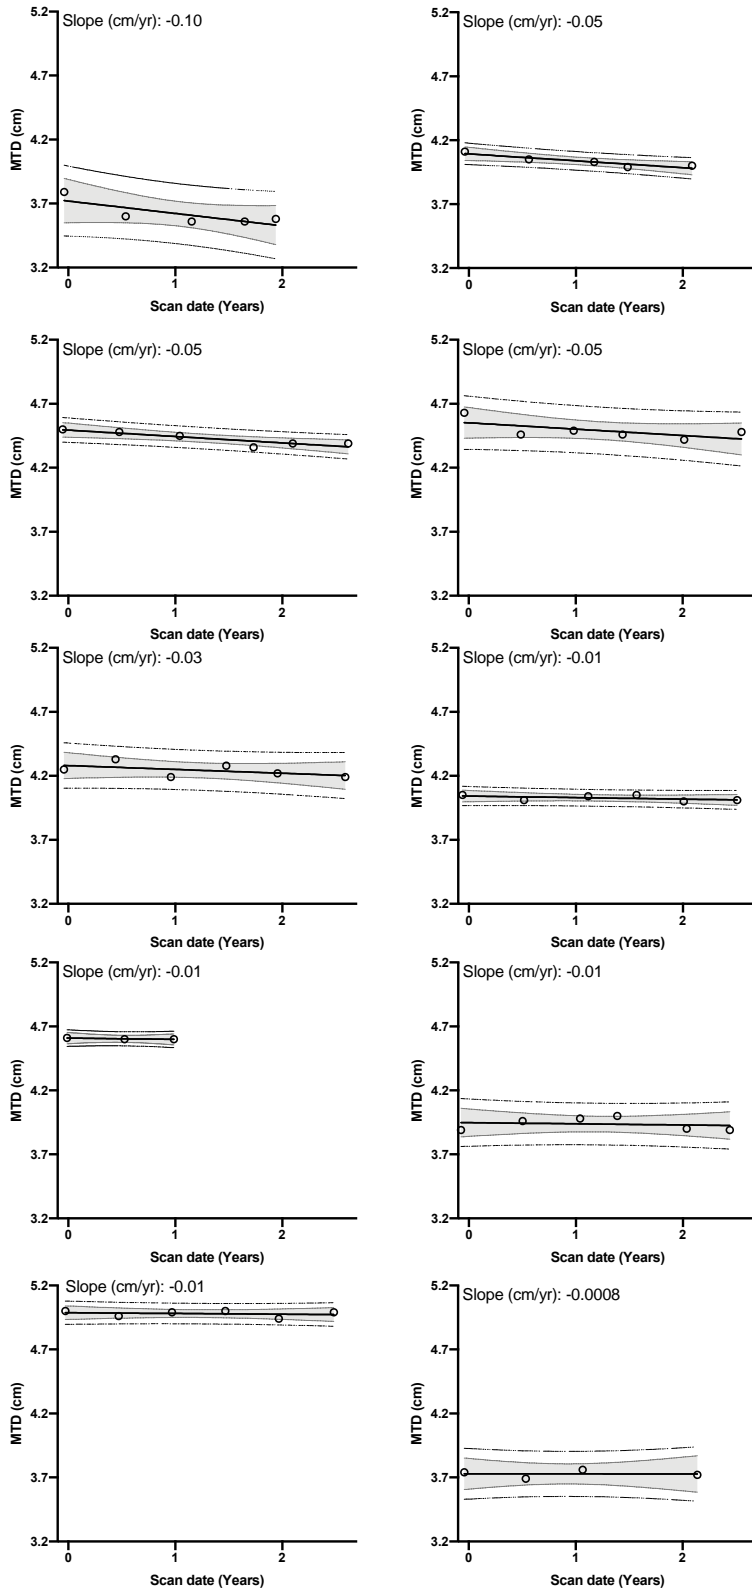 Slope (cm/yr): -0.10
5.2
4.7
4.2
3.7
3.2
MTD (cm)
0 1 2
Scan date (Years)
Slope (cm/yr): -0.05
5.2
4.7
4.2
3.7
3.2
MTD (cm)
0 1 2
Scan date (Years)
Slope (cm/yr): -0.05
5.2
4.7
4.2
3.7
3.2
MTD (cm)
0 1 2
Scan date (Years)
Slope (cm/yr): -0.05
5.2
4.7
4.2
3.7
3.2
MTD (cm)
0 1 2
Scan date (Years)
Slope (cm/yr): -0.03
5.2
4.7
4.2
3.7
3.2
MTD (cm)
0 1 2
Scan date (Years)
Slope (cm/yr): -0.01
5.2
4.7
4.2
3.7
3.2
MTD (cm)
0 1 2
Scan date (Years)
Slope (cm/yr): -0.01
5.2
4.7
4.2
3.7
3.2
MTD (cm)
0 1 2
Scan date (Years)
Slope (cm/yr): -0.01
5.2
4.7
4.2
3.7
3.2
MTD (cm)
0 1 2
Scan date (Years)
Slope (cm/yr): -0.01
5.2
4.7
4.2
3.7
3.2
MTD (cm)
0 1 2
Scan date (Years)
Slope (cm/yr): -0.0008
5.2
4.7
4.2
3.7
3.2
MTD (cm)
0 1 2
Scan date (Years)